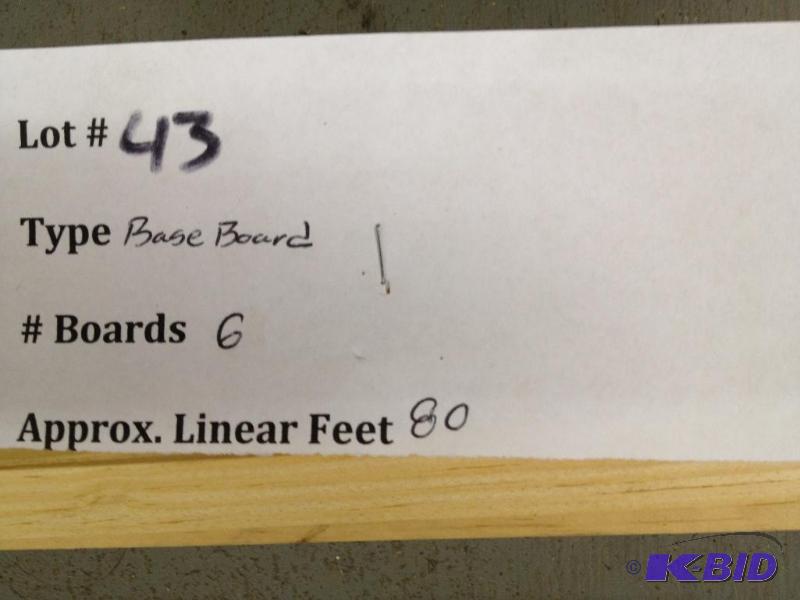 Lot # 43
Type Base Board
# Boards 6
Approx. Linear Feet 80
© K-BID